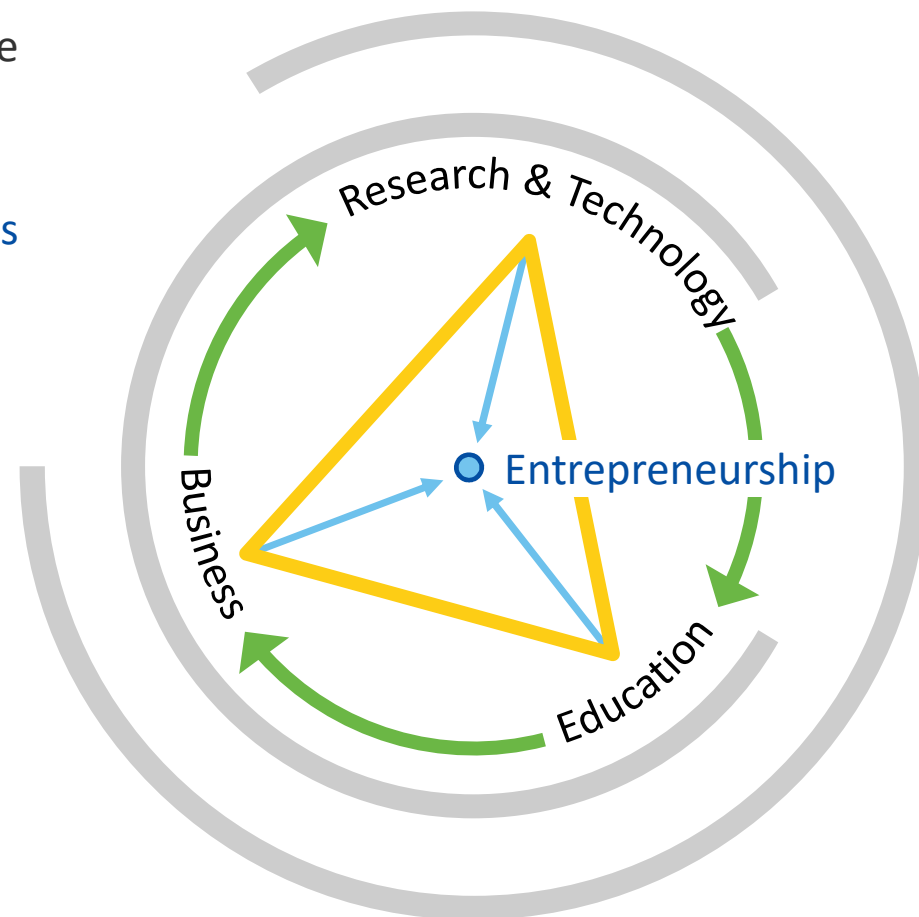 e
s
Research & Technology
Entrepreneurship
Business
Education